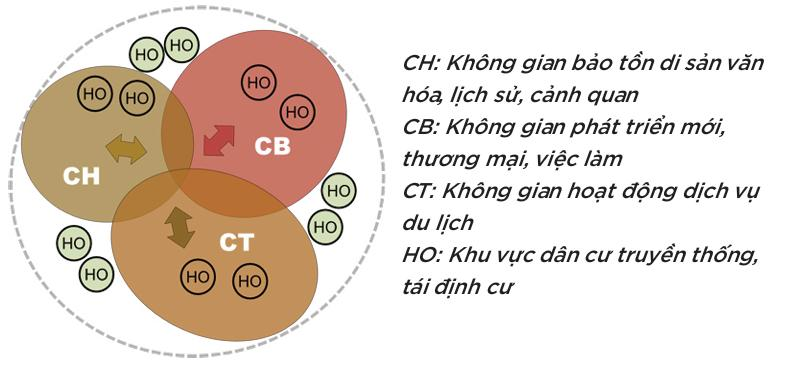 HO HO
HO HO
HO
HO
CH
CB
CT
HO
HO
HO
HO
HO HO
CH: Không gian bảo tồn di sản văn
hóa, lịch sử, cảnh quan
CB: Không gian phát triển mới,
thương mại, việc làm
CT: Không gian hoạt động dịch vụ
du lịch
HO: Khu vực dân cư truyền thống,
tái định cư